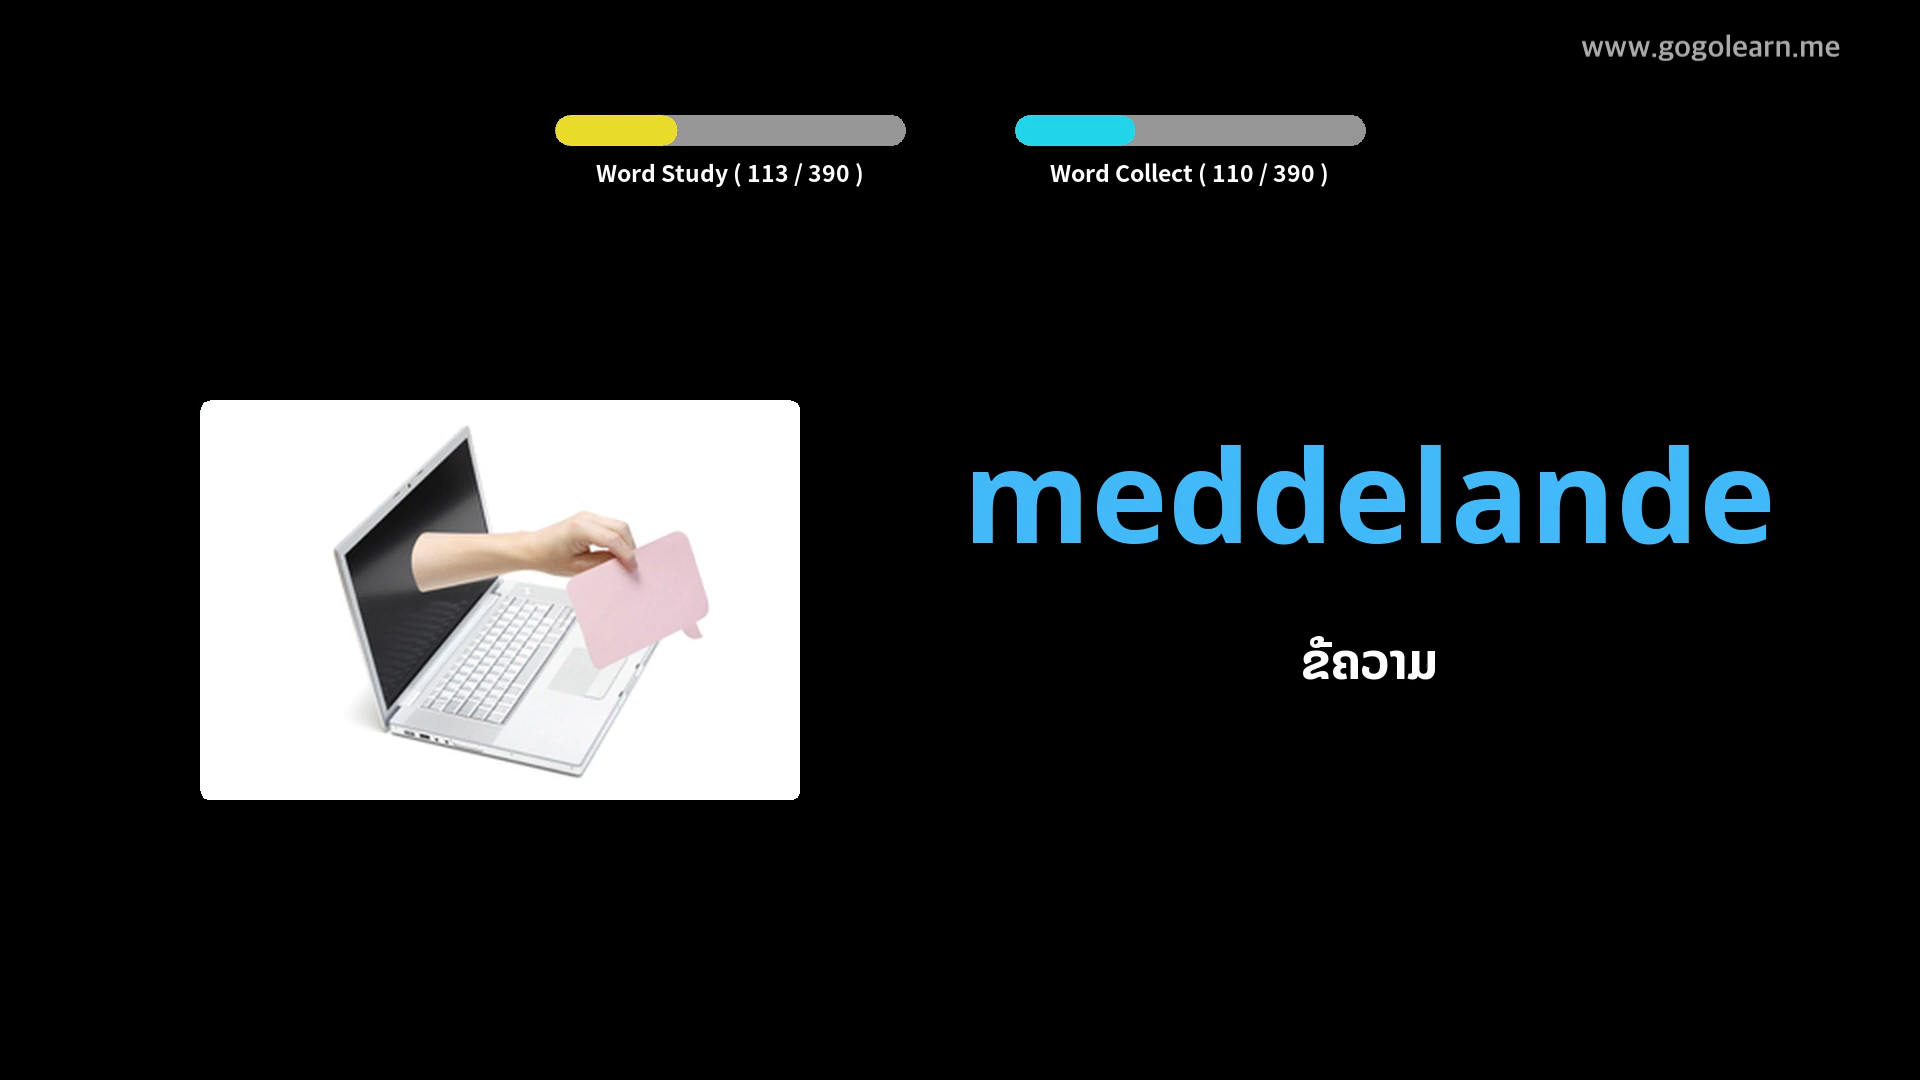 www.gogolearn.me
Word Study ( 113 / 390 )
Word Collect ( 110 / 390 )
meddelande
ຂໍ້ຄວາມ